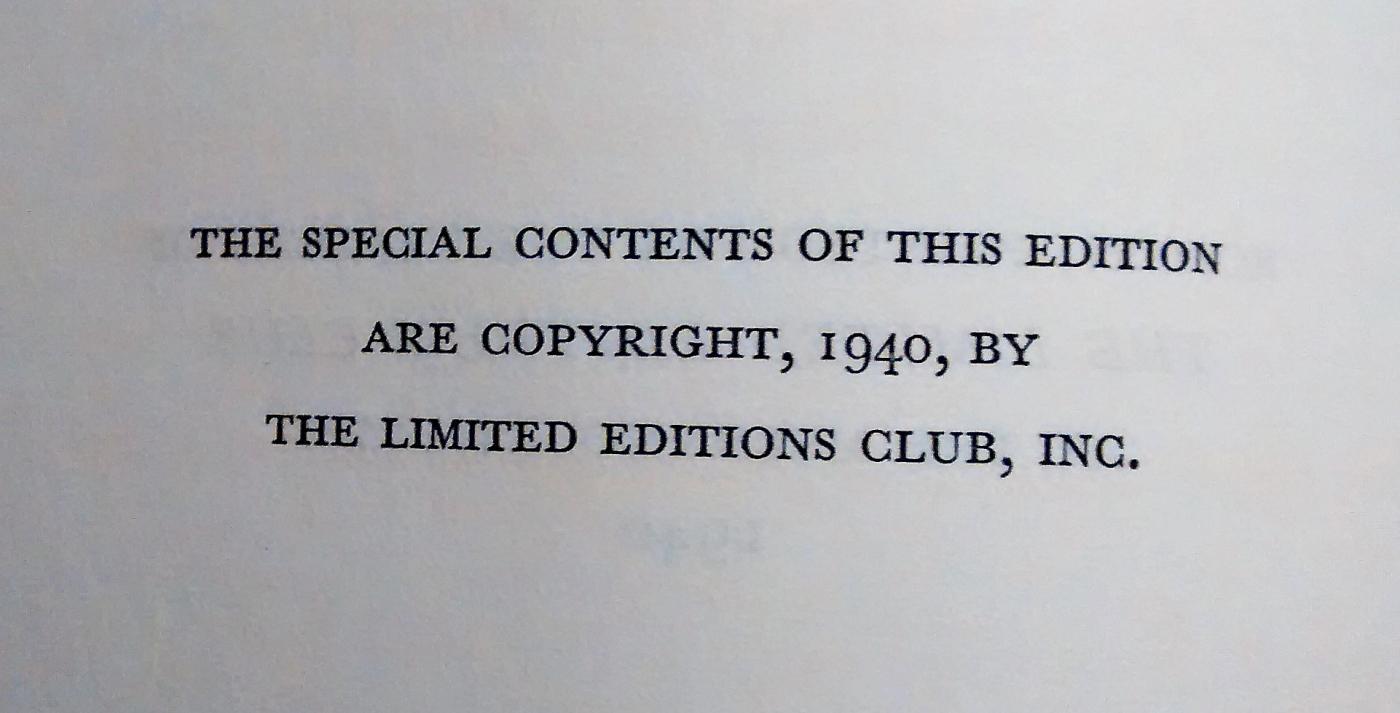 THE SPECIAL CONTENTS OF THIS EDITION
ARE COPYRIGHT, 1940, BY
THE LIMITED EDITIONS CLUB, INC.